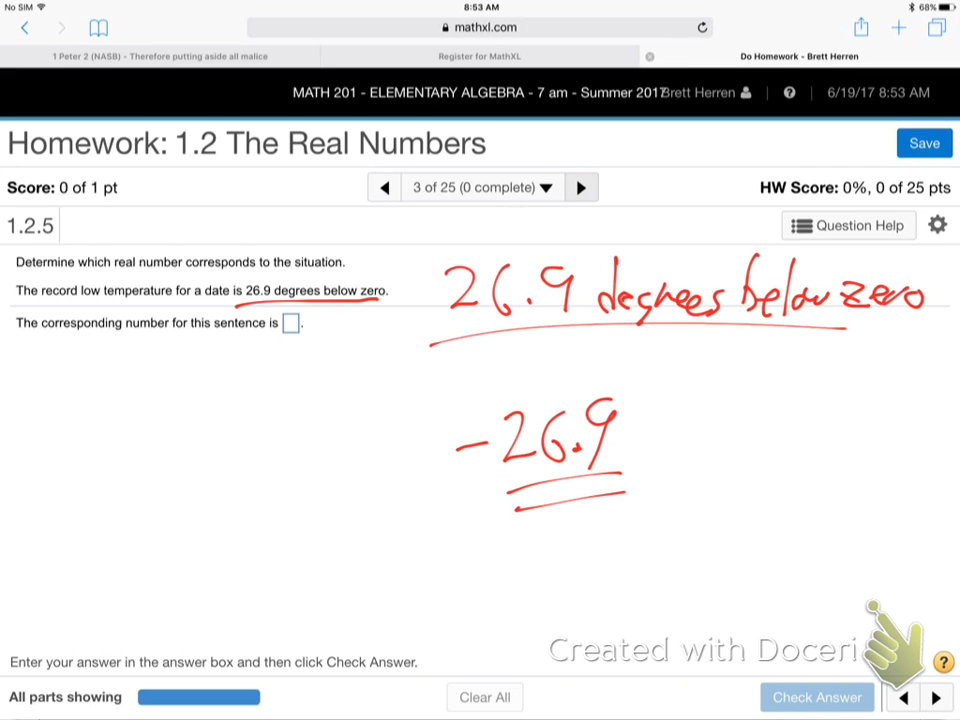 No SIM 8:53 AM 68%
mathxl.com
1 Peter 2 (NASB) - Therefore putting aside all malice Register for MathXL Do Homework - Brett Herren
MATH 201 - ELEMENTARY ALGEBRA - 7 am - Summer 2017 Brett Herren ? 6/19/17 8:53 AM
Homework: 1.2 The Real Numbers Save
Score: 0 of 1 pt 3 of 25 (0 complete) HW Score: 0%, 0 of 25 pts
1.2.5 Question Help
Determine which real number corresponds to the situation.
The record low temperature for a date is 26.9 degrees below zero.
26.9 degrees below zero
The corresponding number for this sentence is .
-26.9
Created with Doceri
Enter your answer in the answer box and then click Check Answer. ?
All parts showing Clear All Check Answer